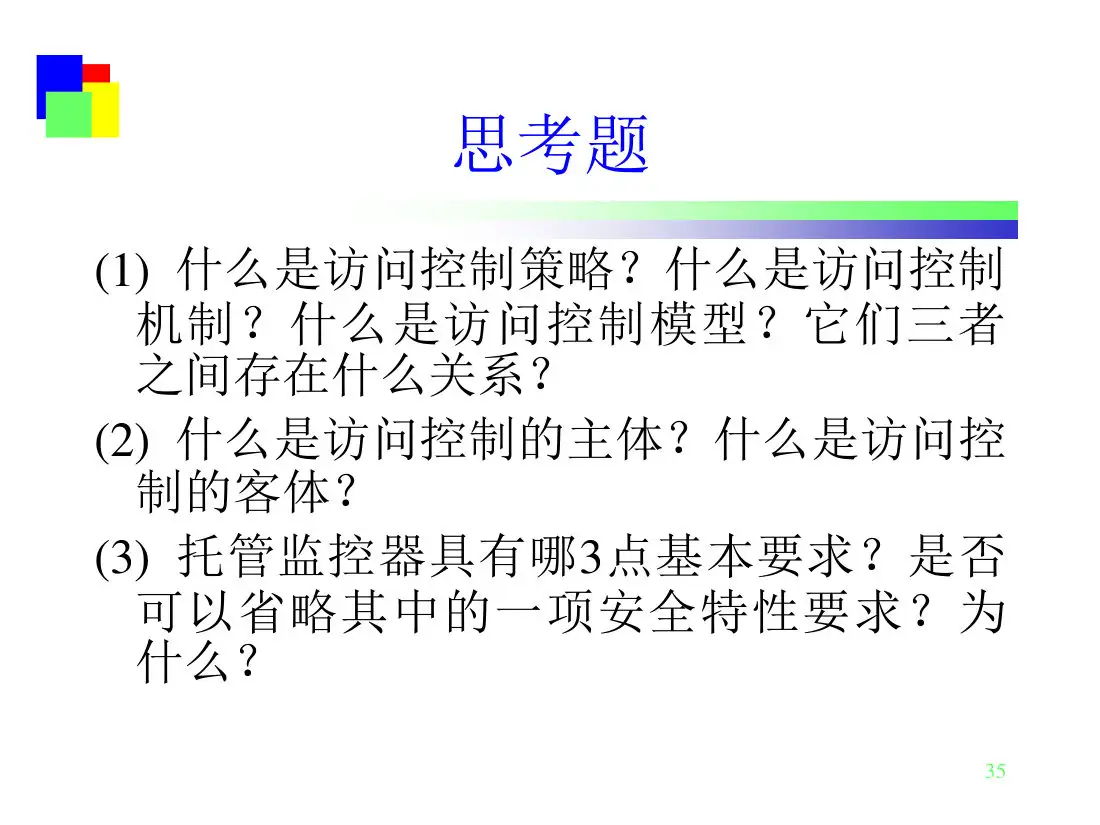 思考题
(1) 什么是访问控制策略？什么是访问控制
机制？什么是访问控制模型？它们三者
之间存在什么关系？
(2) 什么是访问控制的主体？什么是访问控
制的客体？
(3) 托管监控器具有哪3点基本要求？是否
可以省略其中的一项安全特性要求？为
什么？
35